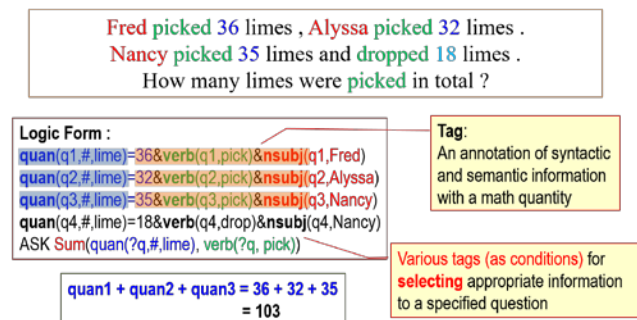 Fred picked 36 limes , Alyssa picked 32 limes .
Nancy picked 35 limes and dropped 18 limes .
How many limes were picked in total ?
Logic Form :
quan(q1,#,lime)=36&verb(q1,pick)&nsubj(q1,Fred)
quan(q2,#,lime)=32&verb(q2,pick)&nsubj(q2,Alyssa)
quan(q3,#,lime)=35&verb(q3,pick)&nsubj(q3,Nancy)
quan(q4,#,lime)=18&verb(q4,drop)&nsubj(q4,Nancy)
ASK Sum(quan(?q,#,lime), verb(?q, pick))
Tag:
An annotation of syntactic
and semantic information
with a math quantity
Various tags (as conditions) for
selecting appropriate information
to a specified question
quan1 + quan2 + quan3 = 36 + 32 + 35
= 103